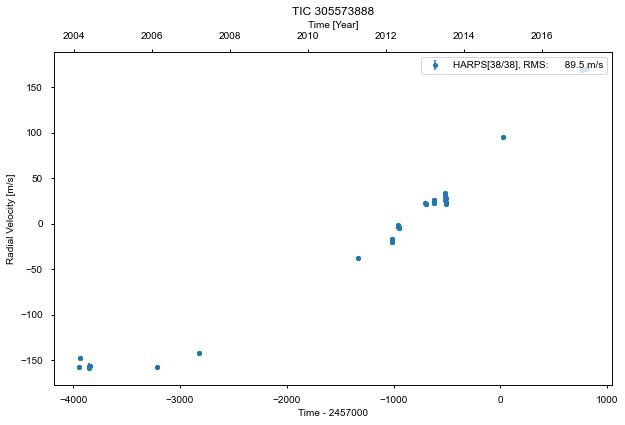 TIC 305573888
Time [Year]
2004 2006 2008 2010 2012 2014 2016
HARPS[38/38], RMS: 89.5 m/s
Radial Velocity [m/s]
150
100
50
0
−50
−100
−150
−4000 −3000 −2000 −1000 0 1000
Time - 2457000